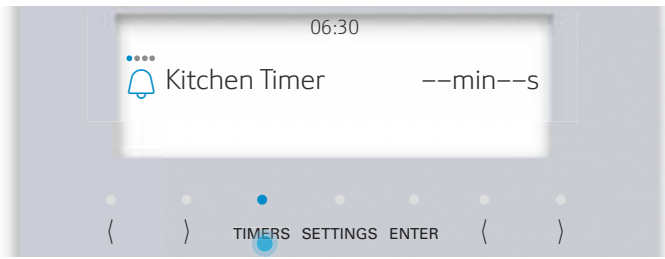 06:30
Kitchen Timer --min--s
⟨ ⟩ TIMERS SETTINGS ENTER ⟨ ⟩